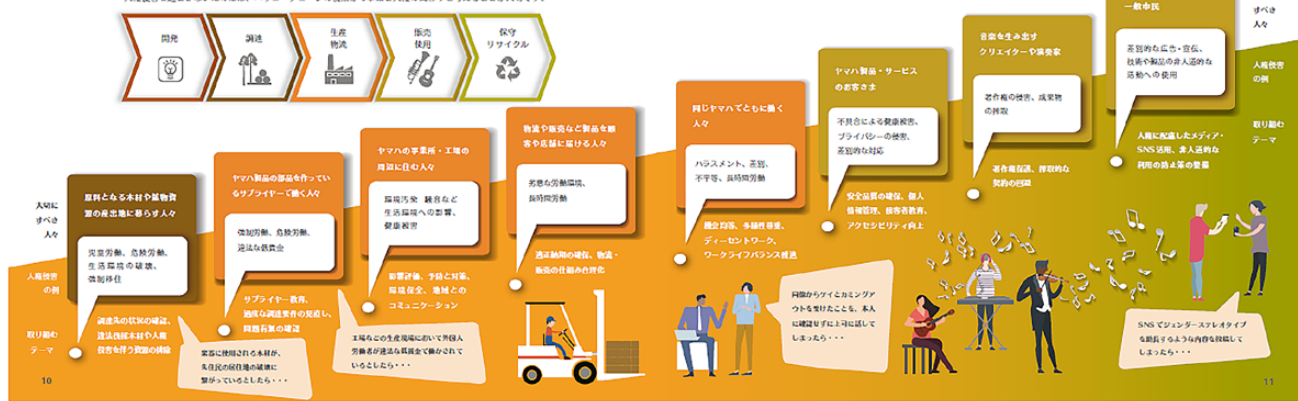 開発
調達
生産
物流
販売
使用
保守
リサイクル
大切に
すべき
人々
人権侵害
の例
取り組む
テーマ
原料となる木材や鉱物資
源の産出地に暮らす人々
児童労働、危険労働、
生活環境の破壊、
強制移住
調達先の状況の確認、
違法伐採木材や人権
侵害を伴う資源の排除
ヤマハ製品の部品を作ってい
るサプライヤーで働く人々
強制労働、危険労働、
違法な低賃金
サプライヤー教育、
過度な調達要件の見直し、
問題有無の確認
楽器に使用される木材が、
先住民の居住地の破壊に
繋がっているとしたら・・・
ヤマハの事業所・工場の
周辺に住む人々
環境汚染 騒音など
生活環境への影響、
健康被害
影響評価、予防と対策、
環境保全、地域との
コミュニケーション
工場などの生産現場において外国人
労働者が違法な低賃金で働かされて
いるとしたら・・・
物流や販売など製品を顧
客や店舗に届ける人々
劣悪な労働環境、
長時間労働
適正納期の確保、物流・
販売の仕組み合理化
同じヤマハでともに働く
人々
ハラスメント、差別、
不平等、長時間労働
機会均等、多様性尊重、
ディーセントワーク、
ワークライフバランス推進
同僚からゲイとカミングア
ウトを受けたことを、本人
に確認せずに上司に話して
しまったら・・・
ヤマハ製品・サービス
のお客さま
不具合による健康被害、
プライバシーの侵害、
差別的な対応
安全品質の確保、個人
情報管理、接客者教育、
アクセシビリティ向上
音楽を生み出す
クリエイターや演奏家
著作権の侵害、成果物
の搾取
著作権保護、搾取的な
契約の回避
一般市民
差別的な広告・宣伝、
技術や製品の非人道的な
活動への使用
人権に配慮したメディア・
SNS活用、非人道的な
利用の防止策の整備
SNSでジェンダーステレオタイプ
を助長するような内容を投稿して
しまったら・・・
すべき
人々
人権侵害
の例
取り組む
テーマ
10
11